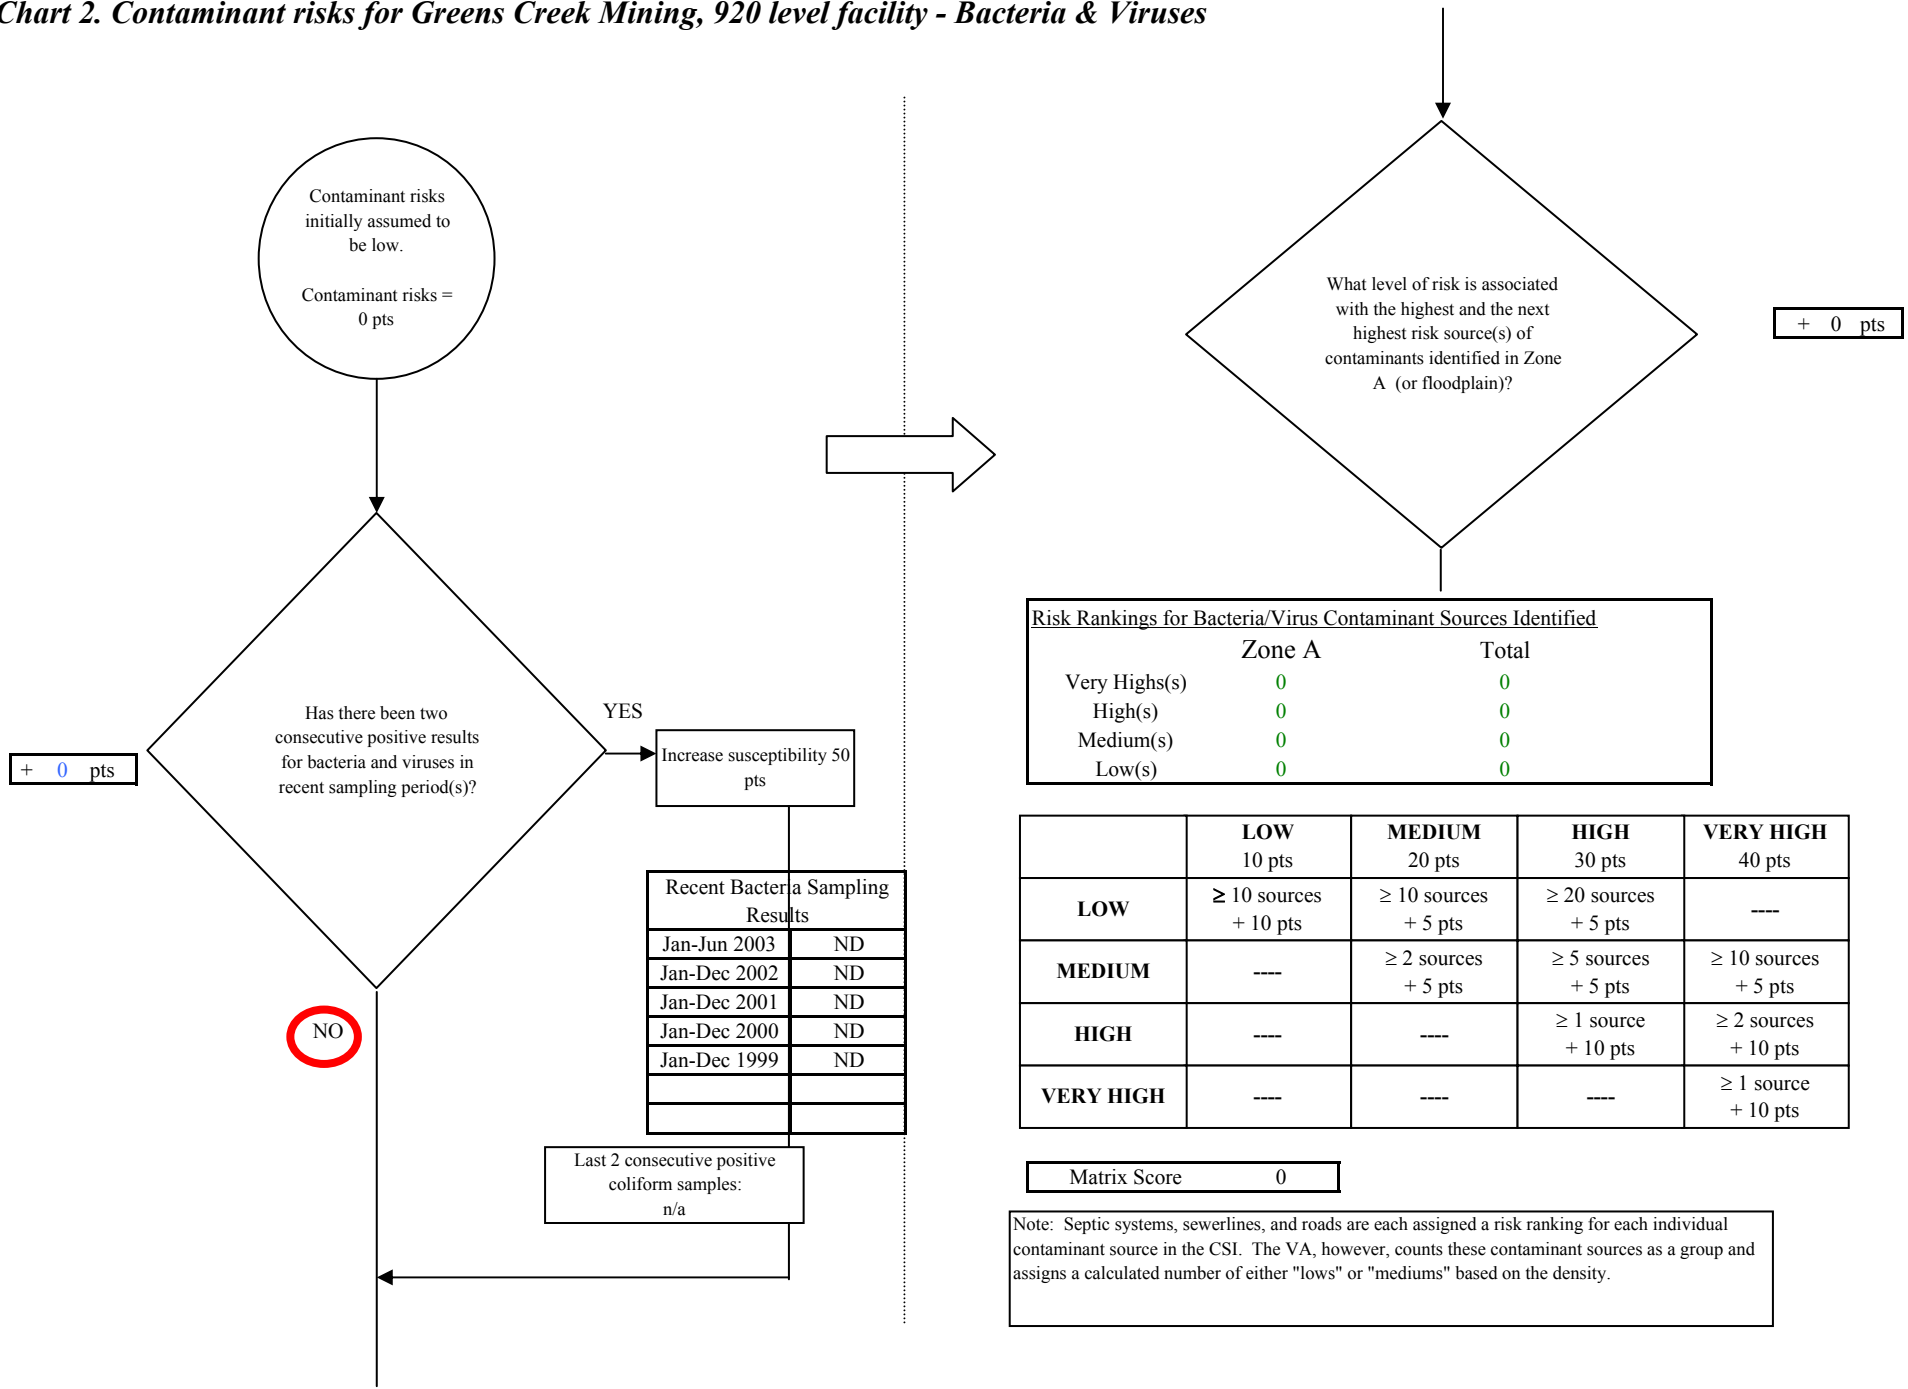 Chart 2. Contaminant risks for Greens Creek Mining, 920 level facility - Bacteria & Viruses
Contaminant risks
initially assumed to
be low.
Contaminant risks =
0 pts
Has there been two
consecutive positive results
for bacteria and viruses in
recent sampling period(s)?
+ 0 pts
YES
Increase susceptibility 50
pts
NO
Recent Bacteria Sampling
Results
Jan-Jun 2003 ND
Jan-Dec 2002 ND
Jan-Dec 2001 ND
Jan-Dec 2000 ND
Jan-Dec 1999 ND
Last 2 consecutive positive
coliform samples:
n/a
What level of risk is associated
with the highest and the next
highest risk source(s) of
contaminants identified in Zone
A (or floodplain)?
+ 0 pts
Risk Rankings for Bacteria/Virus Contaminant Sources Identified
Zone A Total
Very Highs(s) 0 0
High(s) 0 0
Medium(s) 0 0
Low(s) 0 0
LOW MEDIUM HIGH VERY HIGH
10 pts 20 pts 30 pts 40 pts
LOW ≥ 10 sources ≥ 10 sources ≥ 20 sources ----
+ 10 pts + 5 pts + 5 pts
MEDIUM ---- ≥ 2 sources ≥ 5 sources ≥ 10 sources
+ 5 pts + 5 pts + 5 pts
HIGH ---- ---- ≥ 1 source ≥ 2 sources
+ 10 pts + 10 pts
VERY HIGH ---- ---- ---- ≥ 1 source
+ 10 pts
Matrix Score 0
Note: Septic systems, sewerlines, and roads are each assigned a risk ranking for each individual
contaminant source in the CSI. The VA, however, counts these contaminant sources as a group and
assigns a calculated number of either "lows" or "mediums" based on the density.